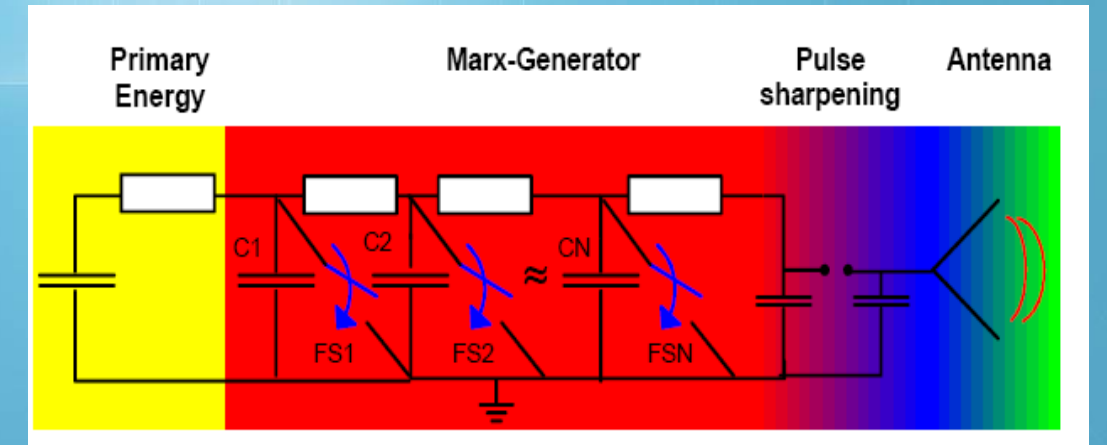 Primary
Energy
Marx-Generator
Pulse
sharpening
Antenna
C1
C2
≈
CN
FS1
FS2
FSN